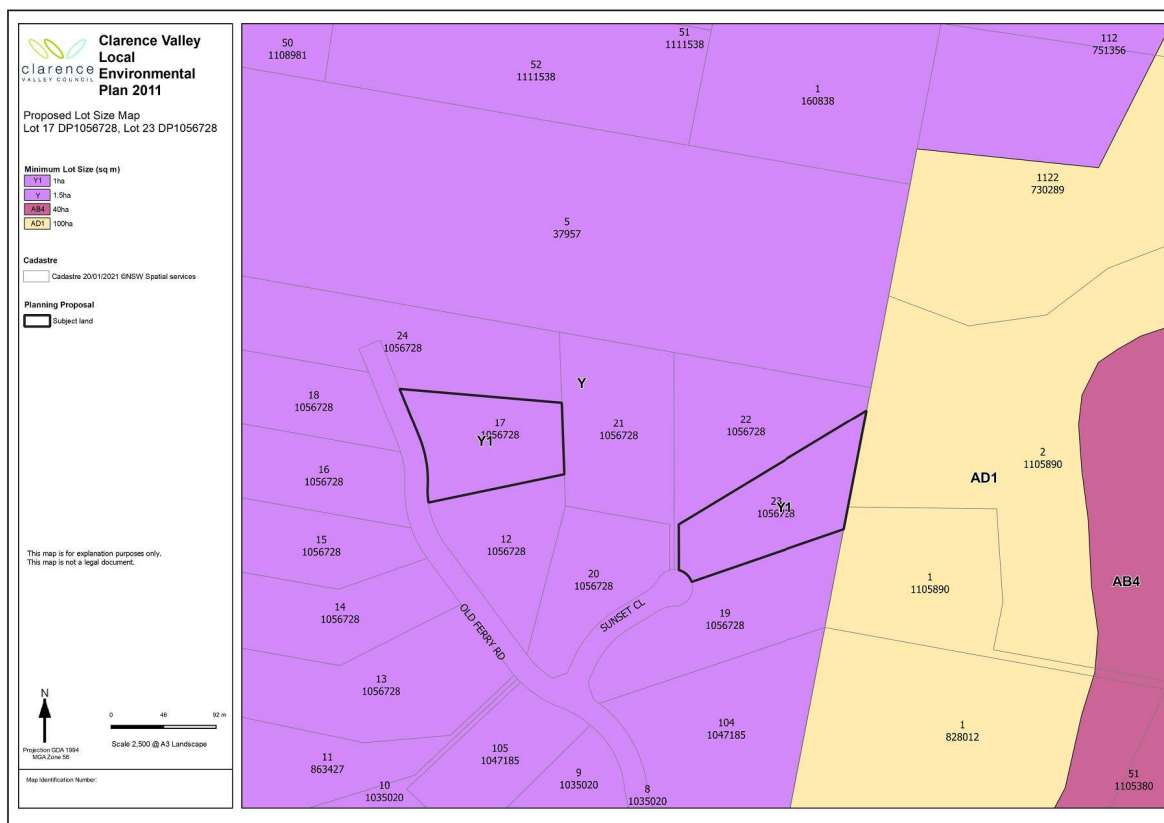 clarence
VALLEY COUNCIL
Clarence Valley
Local
Environmental
Plan 2011
Proposed Lot Size Map
Lot 17 DP1056728, Lot 23 DP1056728
Minimum Lot Size (sq m)
Y1 1ha
Y 1.5ha
AB4 40ha
AD1 100ha
Cadastre
Cadastre 20/01/2021 ©NSW Spatial services
Planning Proposal
Subject land
This map is for explanation purposes only.
This map is not a legal document.
N
0 46 92 m
Scale 2,500 @ A3 Landscape
Projection GDA 1994
MGA Zone 56
Map Identification Number:
50
1108981
52
1111538
51
1111538
1
160838
112
751356
1122
730289
5
37957
24
1056728
Y
18
1056728
17
1056728
Y1
21
1056728
22
1056728
2
1105890
AD1
16
1056728
23
1056728
Y1
15
1056728
12
1056728
20
1056728
1
1105890
AB4
14
1056728
OLD FERRY RD
SUNSET CL
19
1056728
13
1056728
104
1047185
1
828012
11
863427
105
1047185
10
1035020
9
1035020
8
1035020
51
1105380